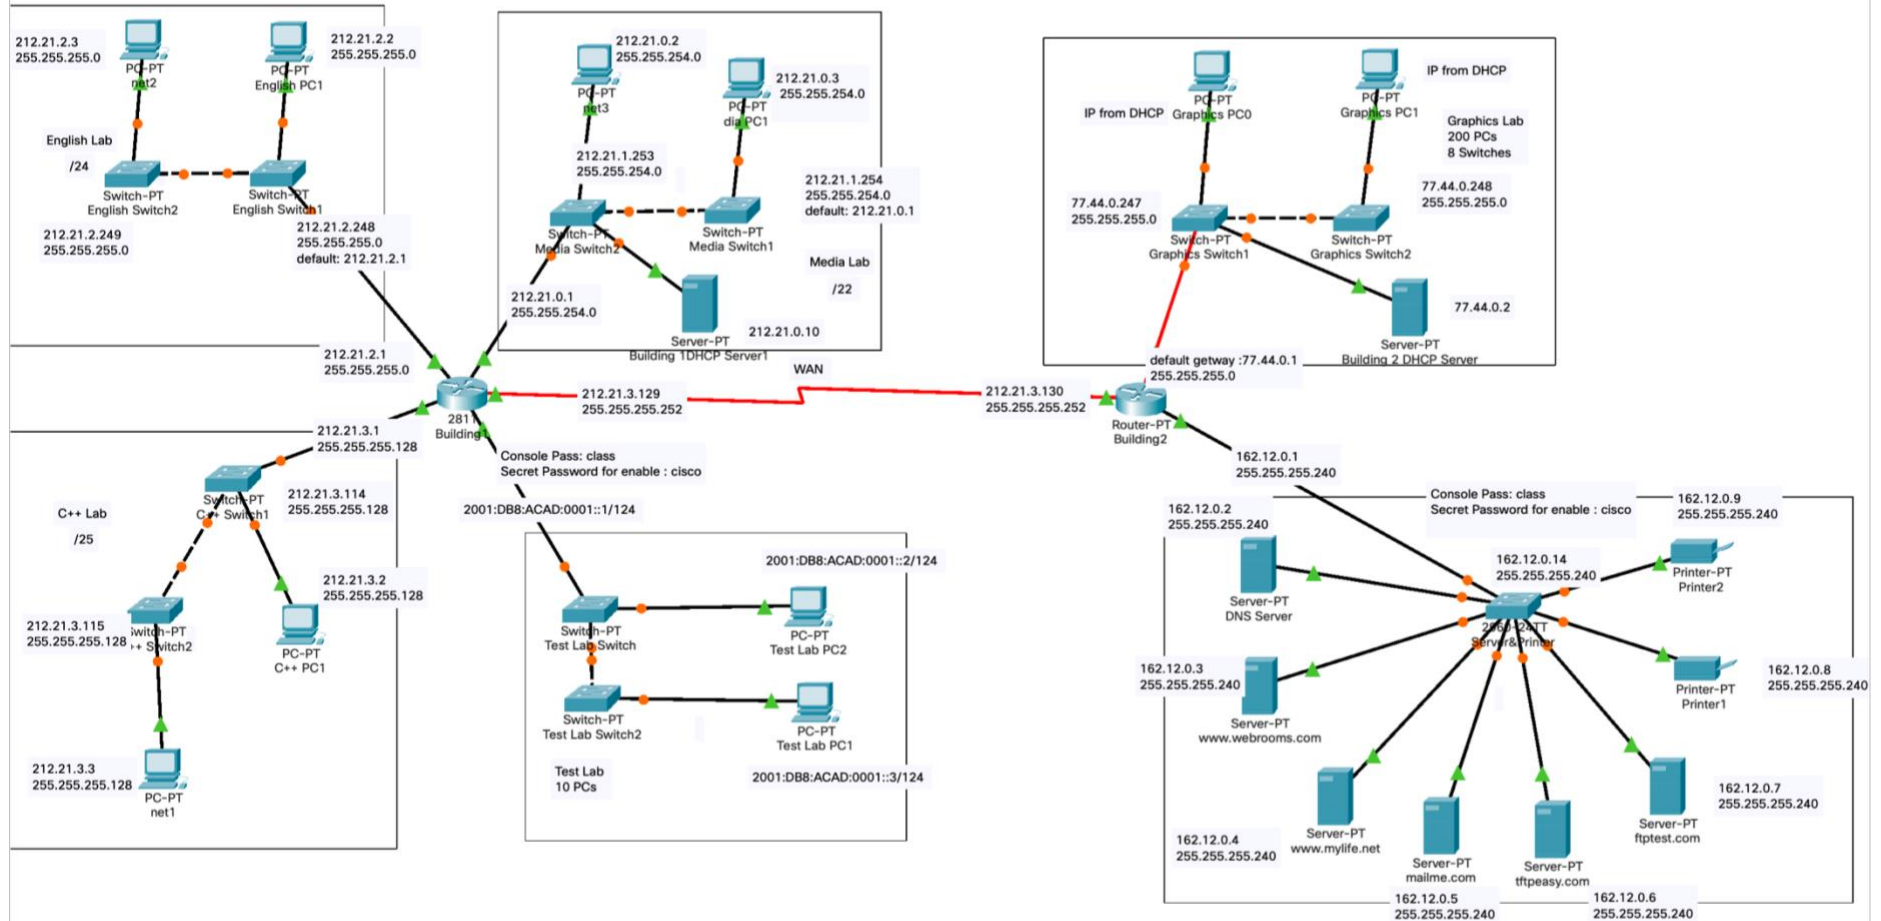 212.21.2.3
255.255.255.0
PC-PT
net2
212.21.2.2
255.255.255.0
PC-PT
English PC1
English Lab
/24
Switch-PT
English Switch2
Switch-PT
English Switch1
212.21.2.249
255.255.255.0
212.21.2.248
255.255.255.0
default: 212.21.2.1
212.21.2.1
255.255.255.0
212.21.0.2
255.255.254.0
PC-PT
net3
212.21.0.3
255.255.254.0
PC-PT
dia PC1
212.21.1.253
255.255.254.0
212.21.1.254
255.255.254.0
default: 212.21.0.1
Switch-PT
Media Switch2
Switch-PT
Media Switch1
Media Lab
/22
212.21.0.1
255.255.254.0
212.21.0.10
Server-PT
Building 1DHCP Server1
IP from DHCP
PC-PT
Graphics PC0
PC-PT
Graphics PC1
IP from DHCP
Graphics Lab
200 PCs
8 Switches
77.44.0.247
255.255.255.0
77.44.0.248
255.255.255.0
Switch-PT
Graphics Switch1
Switch-PT
Graphics Switch2
77.44.0.2
Server-PT
Building 2 DHCP Server
default getway :77.44.0.1
255.255.255.0
WAN
212.21.3.129
255.255.255.252
212.21.3.130
255.255.255.252
2811
Building1
Router-PT
Building2
212.21.3.1
255.255.255.128
Console Pass: class
Secret Password for enable : cisco
2001:DB8:ACAD:0001::1/124
162.12.0.1
255.255.255.240
C++ Lab
/25
Switch-PT
C++ Switch1
212.21.3.114
255.255.255.128
212.21.3.2
255.255.255.128
212.21.3.115
255.255.255.128
witch-PT
++ Switch2
PC-PT
C++ PC1
212.21.3.3
255.255.255.128
PC-PT
net1
2001:DB8:ACAD:0001::2/124
Switch-PT
Test Lab Switch
PC-PT
Test Lab PC2
Switch-PT
Test Lab Switch2
PC-PT
Test Lab PC1
Test Lab
10 PCs
2001:DB8:ACAD:0001::3/124
Console Pass: class
Secret Password for enable : cisco
162.12.0.2
255.255.255.240
162.12.0.9
255.255.255.240
Server-PT
DNS Server
162.12.0.14
255.255.255.240
Printer-PT
Printer2
2960-24TT
Server&Printer
162.12.0.3
255.255.255.240
Server-PT
www.webrooms.com
Printer-PT
Printer1
162.12.0.8
255.255.255.240
162.12.0.4
255.255.255.240
Server-PT
www.mylife.net
Server-PT
mailme.com
Server-PT
tftpeasy.com
Server-PT
ftptest.com
162.12.0.7
255.255.255.240
162.12.0.5
255.255.255.240
162.12.0.6
255.255.255.240